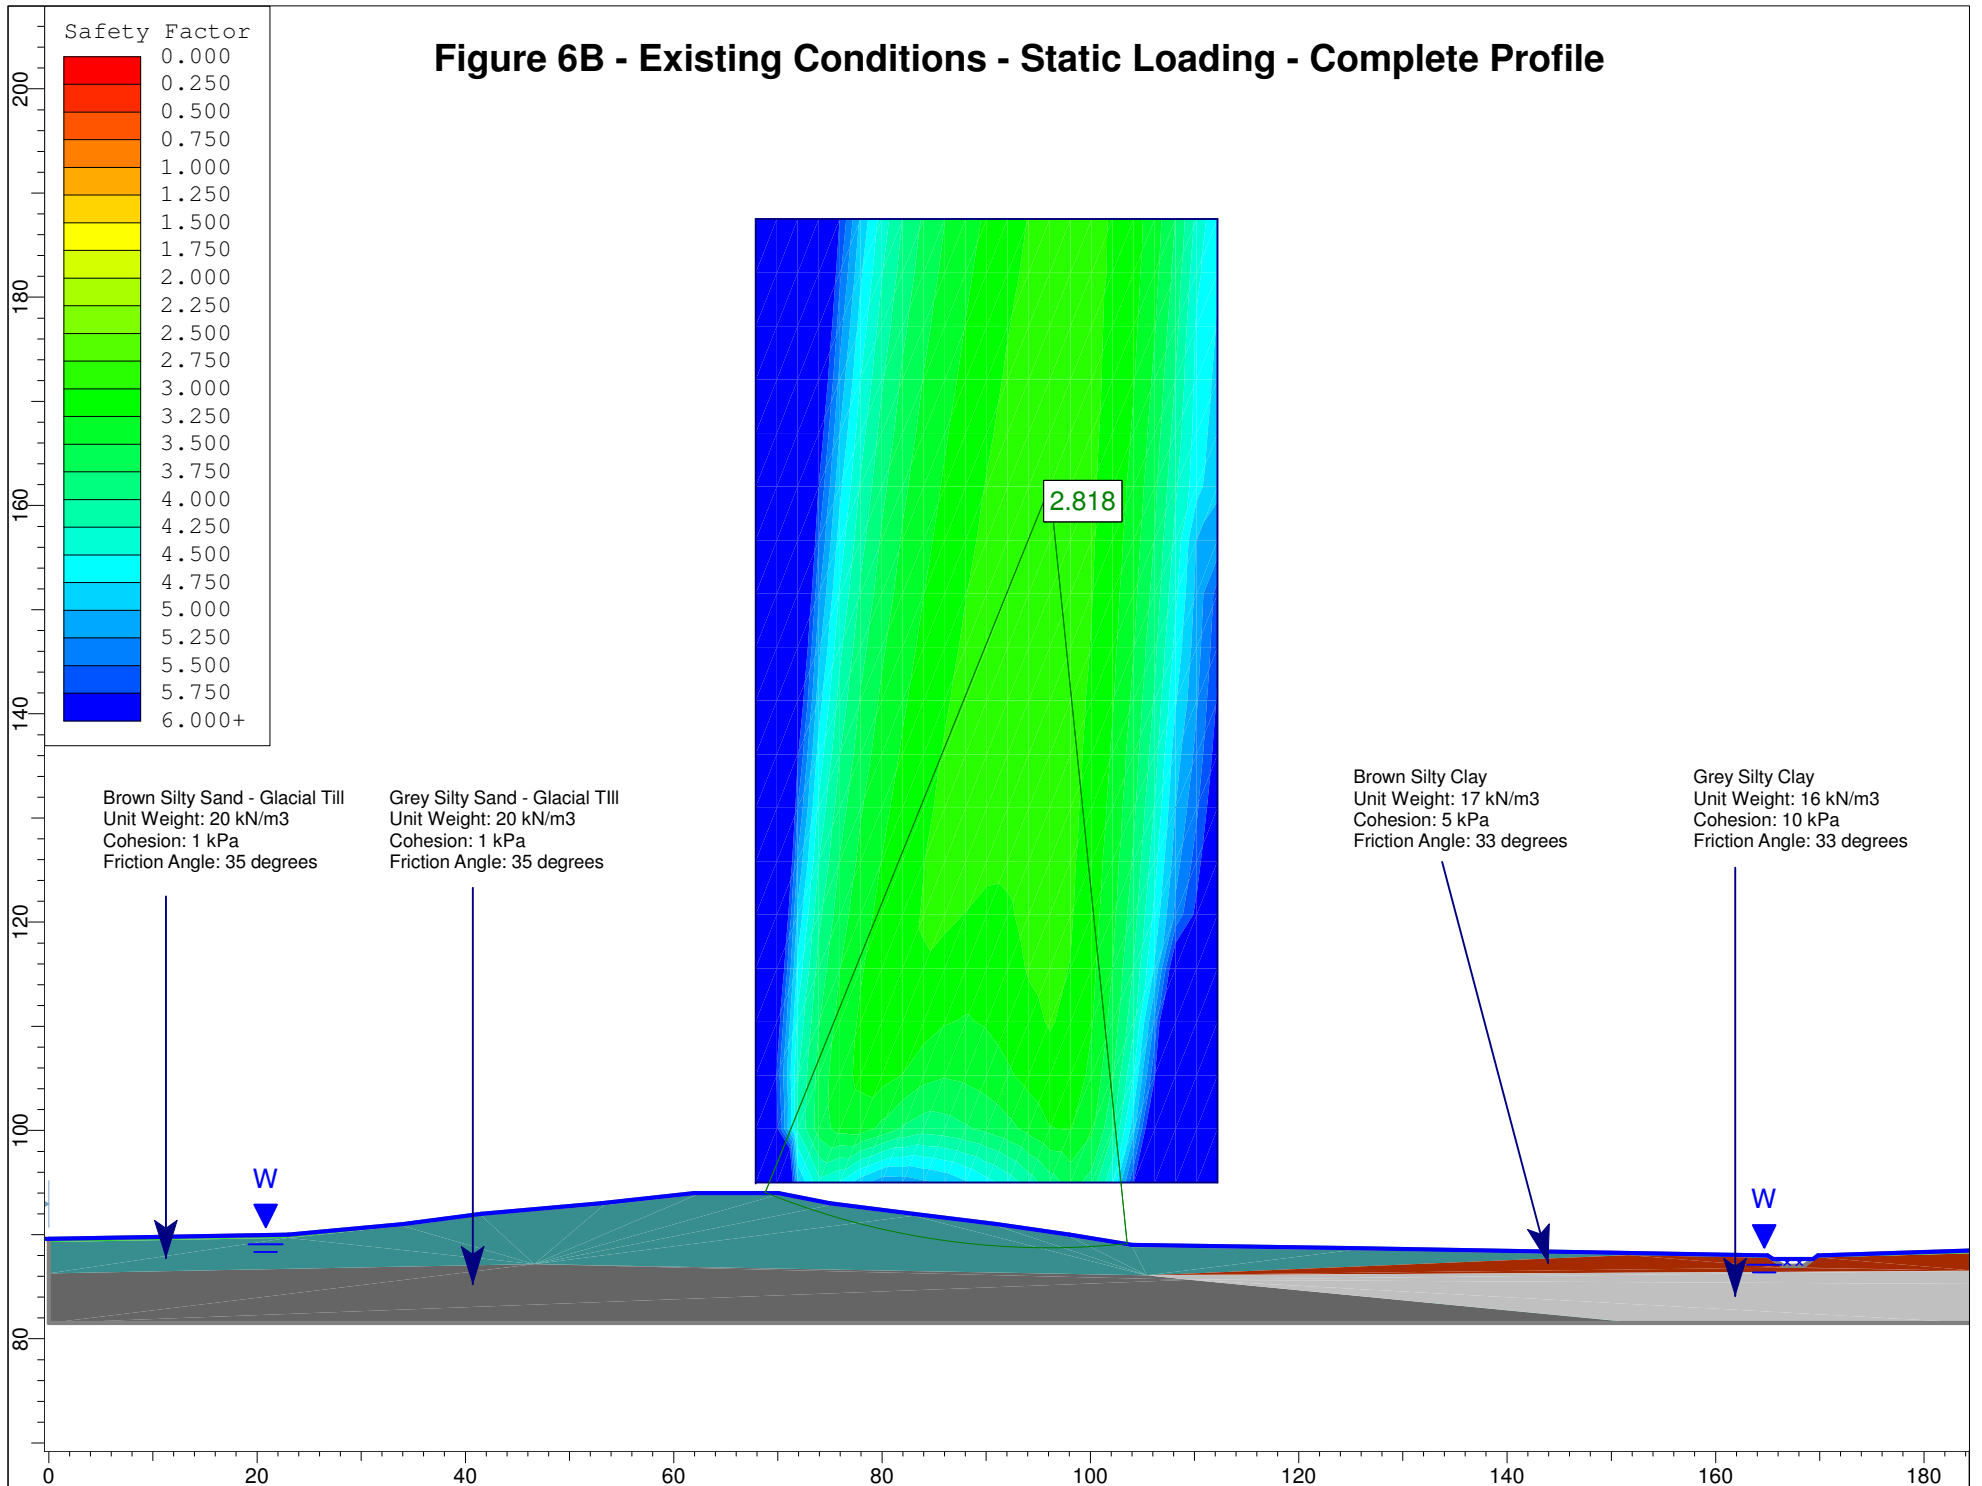 Safety Factor
0.000
0.250
0.500
0.750
1.000
1.250
1.500
1.750
2.000
2.250
2.500
2.750
3.000
3.250
3.500
3.750
4.000
4.250
4.500
4.750
5.000
5.250
5.500
5.750
6.000+
Figure 6B - Existing Conditions - Static Loading - Complete Profile
2.818
Brown Silty Sand - Glacial Till
Unit Weight: 20 kN/m3
Cohesion: 1 kPa
Friction Angle: 35 degrees
Grey Silty Sand - Glacial TIll
Unit Weight: 20 kN/m3
Cohesion: 1 kPa
Friction Angle: 35 degrees
Brown Silty Clay
Unit Weight: 17 kN/m3
Cohesion: 5 kPa
Friction Angle: 33 degrees
Grey Silty Clay
Unit Weight: 16 kN/m3
Cohesion: 10 kPa
Friction Angle: 33 degrees
W
W
200
180
160
140
120
100
80
0 20 40 60 80 100 120 140 160 180